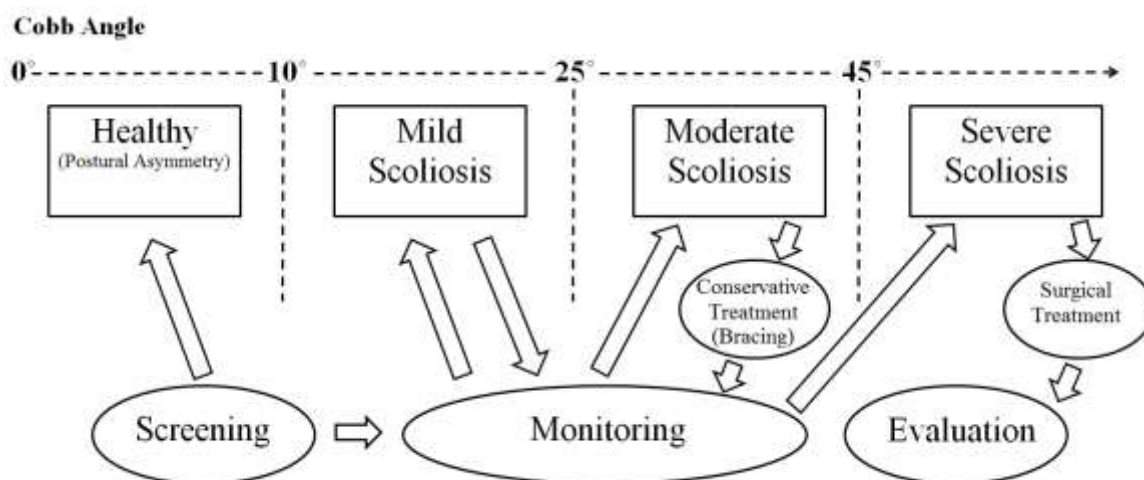 Cobb Angle
0° 10° 25° 45°
Healthy
(Postural Asymmetry)
Mild
Scoliosis
Moderate
Scoliosis
Severe
Scoliosis
Conservative
Treatment
(Bracing)
Surgical
Treatment
Screening
Monitoring
Evaluation